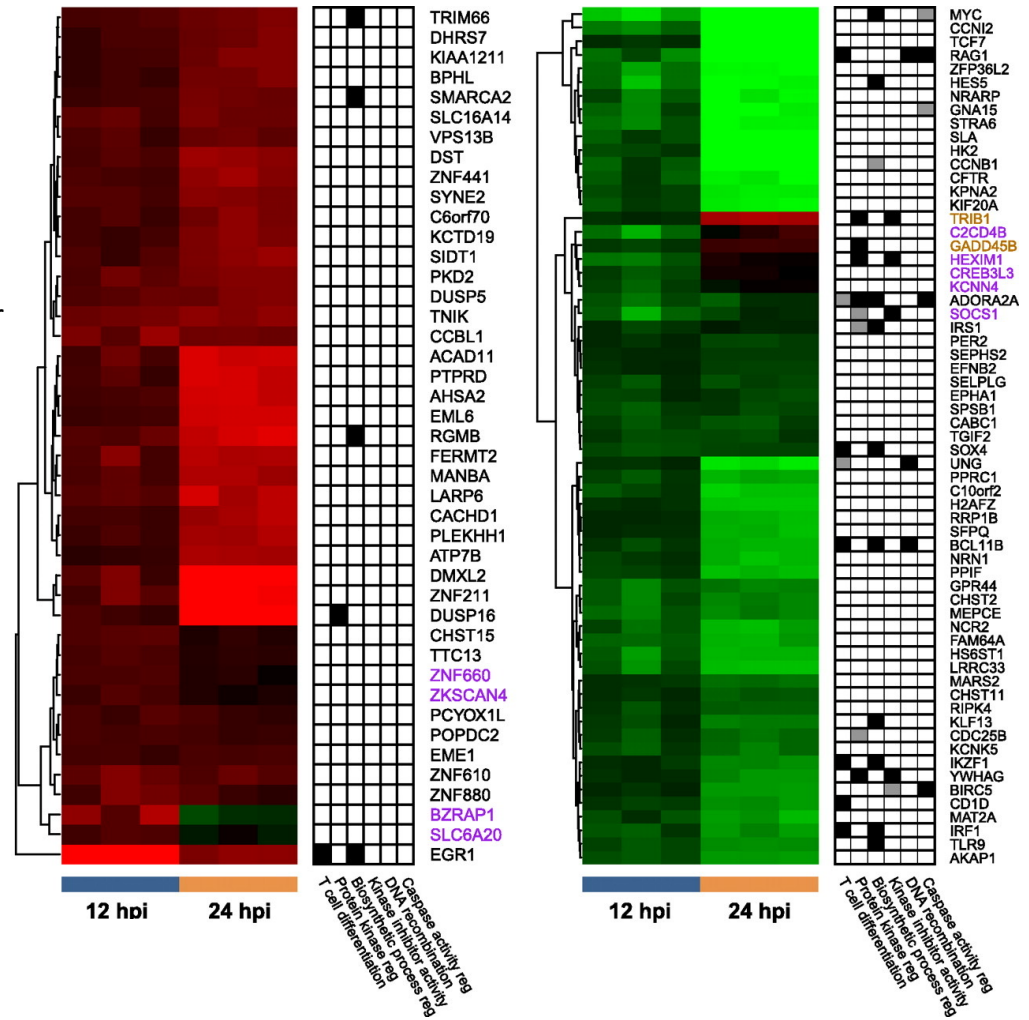 TRIM66
DHRS7
KIAA1211
BPHL
SMARCA2
SLC16A14
VPS13B
DST
ZNF441
SYNE2
C6orf70
KCTD19
SIDT1
PKD2
DUSP5
TNIK
CCBL1
ACAD11
PTPRD
AHSA2
EML6
RGMB
FERMT2
MANBA
LARP6
CACHD1
PLEKHH1
ATP7B
DMXL2
ZNF211
DUSP16
CHST15
TTC13
ZNF660
ZKSCAN4
PCYOX1L
POPDC2
EME1
ZNF610
ZNF880
BZRAP1
SLC6A20
EGR1
12 hpi
24 hpi
T cell differentiation
Protein kinase reg
Biosynthetic process reg
Kinase inhibitor activity
DNA recombination
Caspase activity reg
MYC
CCNI2
TCF7
RAG1
ZFP36L2
HES5
NRARP
GNA15
STRA6
SLA
HK2
CCNB1
CFTR
KPNA2
KIF20A
TRIB1
C2CD4B
GADD45B
HEXIM1
CREB3L3
KCNN4
ADORA2A
SOCS1
IRS1
PER2
SEPHS2
EFNB2
SELPLG
EPHA1
SPSB1
CABC1
TGIF2
SOX4
UNG
PPRC1
C10orf2
H2AFZ
RRP1B
SFPQ
BCL11B
NRN1
PPIF
GPR44
CHST2
MEPCE
NCR2
FAM64A
HS6ST1
LRRC33
MARS2
CHST11
RIPK4
KLF13
CDC25B
KCNK5
IKZF1
YWHAG
BIRC5
CD1D
MAT2A
IRF1
TLR9
AKAP1
12 hpi
24 hpi
T cell differentiation
Protein kinase reg
Biosynthetic process reg
Kinase inhibitor activity
DNA recombination
Caspase activity reg